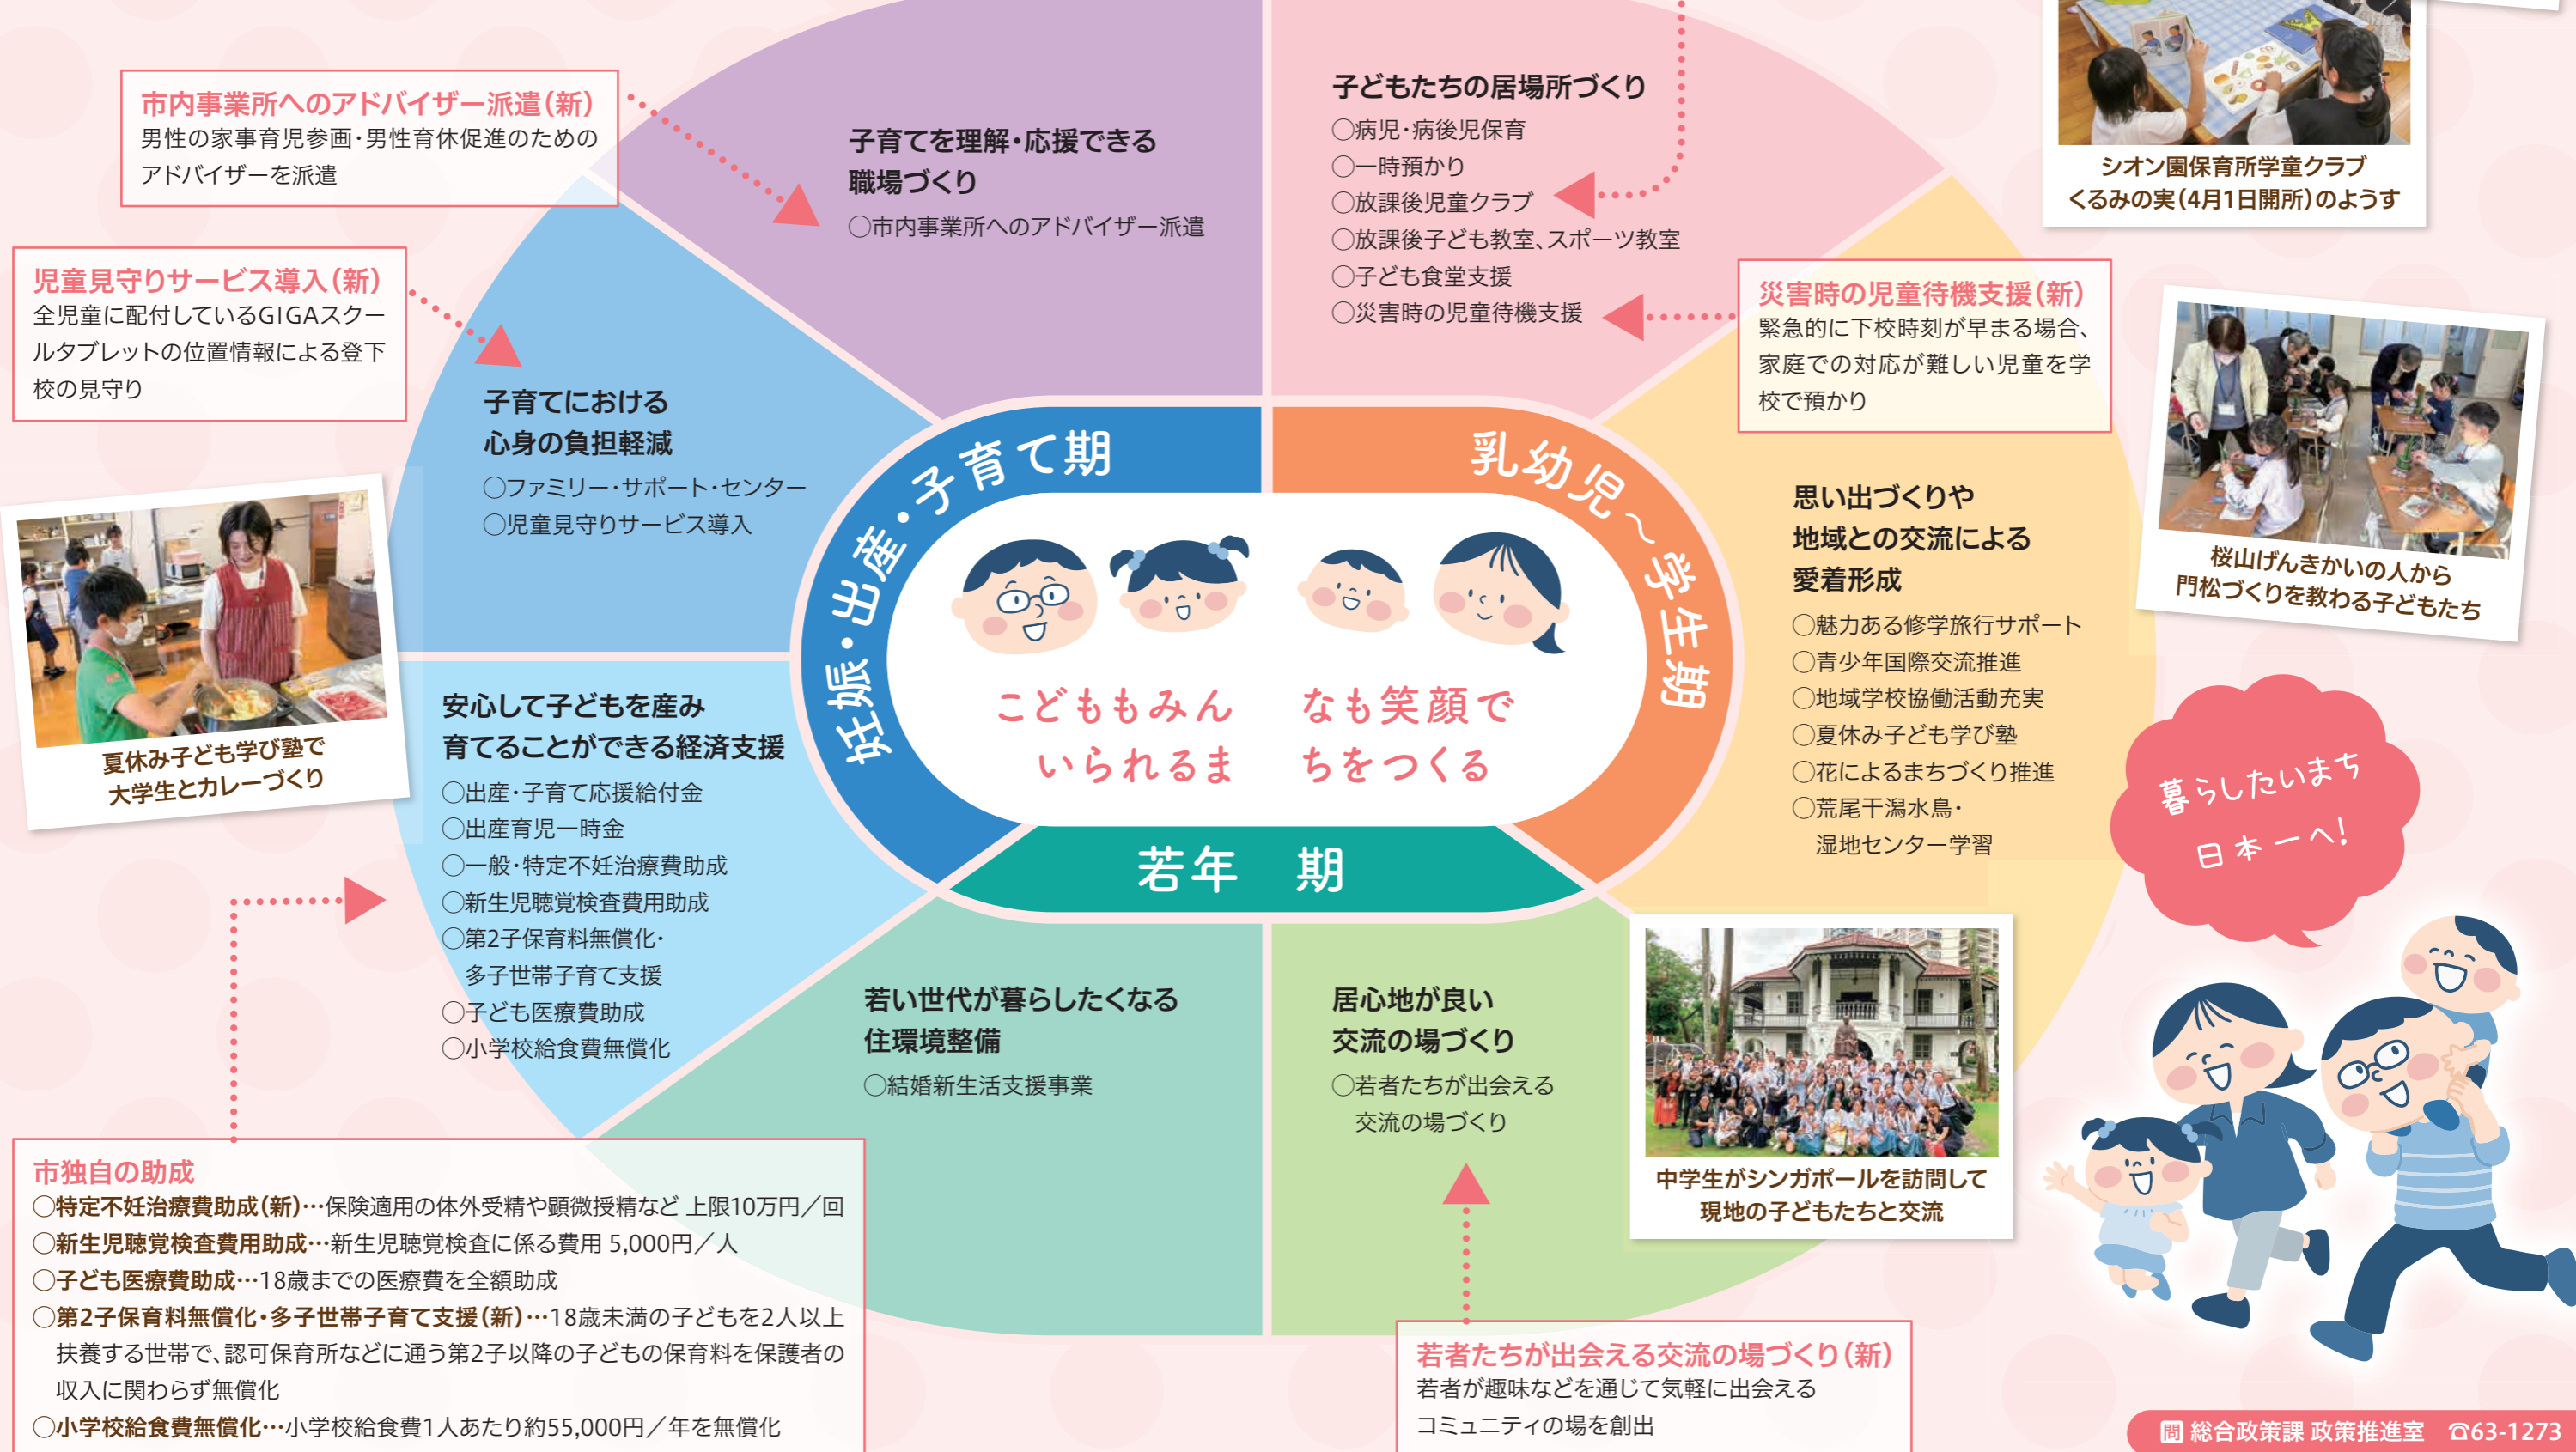 市内事業所へのアドバイザー派遣（新）
男性の家事育児参画・男性育休促進のための
アドバイザーを派遣
子育てを理解・応援できる
職場づくり
○市内事業所へのアドバイザー派遣
子どもたちの居場所づくり
○病児・病後児保育
○一時預かり
○放課後児童クラブ
○放課後子ども教室、スポーツ教室
○子ども食堂支援
○災害時の児童待機支援
シオン園保育所学童クラブ
くるみの実（4月1日開所）のようす
児童見守りサービス導入（新）
全児童に配付しているGIGAスクー
ルタブレットの位置情報による登下
校の見守り
災害時の児童待機支援（新）
緊急的に下校時刻が早まる場合、
家庭での対応が難しい児童を学
校で預かり
子育てにおける
心身の負担軽減
○ファミリー・サポート・センター
○児童見守りサービス導入
妊娠・出産・子育て期
乳幼児～学生期
こどももみんなも笑顔で
いられるまちをつくる
若年期
思い出づくりや
地域との交流による
愛着形成
○魅力ある修学旅行サポート
○青少年国際交流推進
○地域学校協働活動充実
○夏休み子ども学び塾
○花によるまちづくり推進
○荒尾干潟水鳥・
湿地センター学習
桜山げんきかいの人から
門松づくりを教わる子どもたち
夏休み子ども学び塾で
大学生とカレーづくり
安心して子どもを産み
育てることができる経済支援
○出産・子育て応援給付金
○出産育児一時金
○一般・特定不妊治療費助成
○新生児聴覚検査費用助成
○第2子保育料無償化・
多子世帯子育て支援
○子ども医療費助成
○小学校給食費無償化
暮らしたいまち
日本一へ！
若い世代が暮らしたくなる
住環境整備
○結婚新生活支援事業
居心地が良い
交流の場づくり
○若者たちが出会える
交流の場づくり
中学生がシンガポールを訪問して
現地の子どもたちと交流
市独自の助成
○特定不妊治療費助成（新）…保険適用の体外受精や顕微授精など 上限10万円／回
○新生児聴覚検査費用助成…新生児聴覚検査に係る費用 5,000円／人
○子ども医療費助成…18歳までの医療費を全額助成
○第2子保育料無償化・多子世帯子育て支援（新）…18歳未満の子どもを2人以上
扶養する世帯で、認可保育所などに通う第2子以降の子どもの保育料を保護者の
収入に関わらず無償化
○小学校給食費無償化…小学校給食費1人あたり約55,000円／年を無償化
若者たちが出会える交流の場づくり（新）
若者が趣味などを通じて気軽に出会える
コミュニティの場を創出
問 総合政策課 政策推進室 ☎63-1273